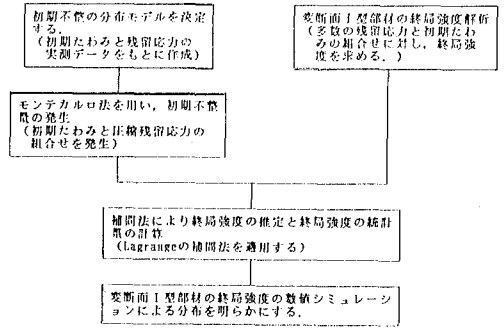 初期不整の分布モデルを決定
する.
(初期たわみと残留応力の
実測データをもとに作成)
モンテカルロ法を用い,初期不整
量の発生
(初期たわみと圧縮残留応力の
組合せを発生)
変断面I型部材の終局強度解析
(多数の残留応力と初期たわ
みの組合せに対し,終局強
度を求める.)
補間法により終局強度の推定と終局強度の統計
量の計算
(Lagrangeの補間法を適用する)
変断面I型部材の終局強度の数値シミュレーシ
ョンによる分布を明らかにする.